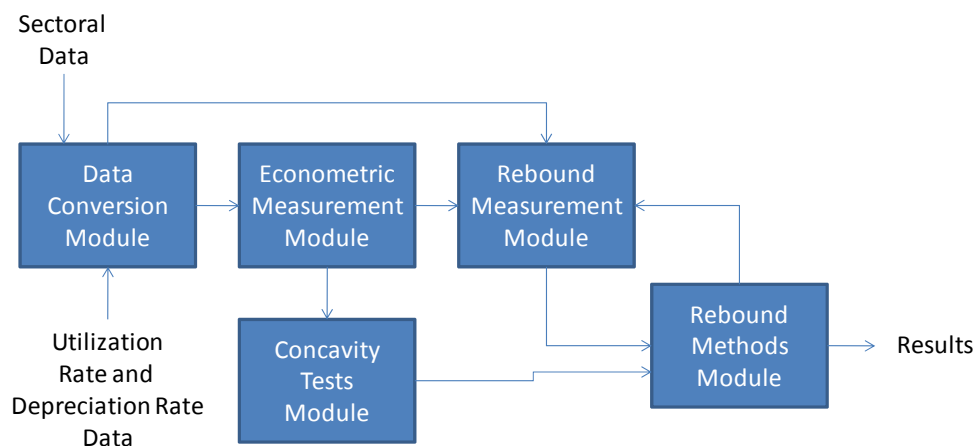 Sectoral
Data
Data
Conversion
Module
Econometric
Measurement
Module
Rebound
Measurement
Module
Utilization
Rate and
Depreciation Rate
Data
Concavity
Tests
Module
Rebound
Methods
Module
Results